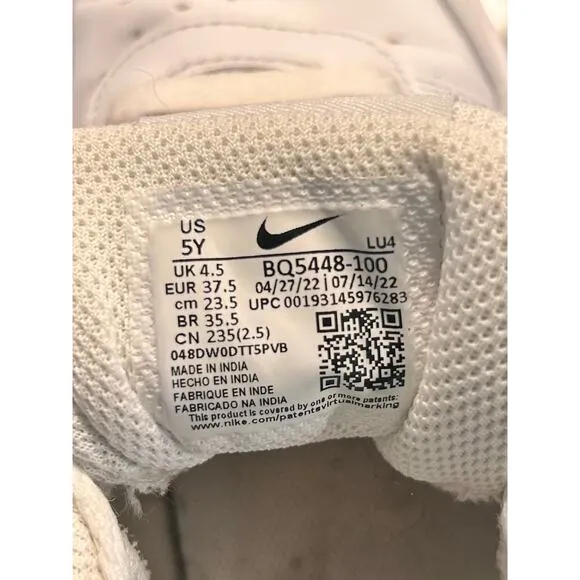 US
5Y
LU4
UK 4.5
BQ5448-100
EUR 37.5
04/27/22 | 07/14/22
cm 23.5
UPC 00193145976283
BR 35.5
CN 235(2.5)
048DW0DTT5PVB
MADE IN INDIA
HECHO EN INDIA
FABRIQUE EN INDE
FABRICADO NA INDIA
This product is covered by one or more patents:
www.nike.com/patentsvirtualmarking